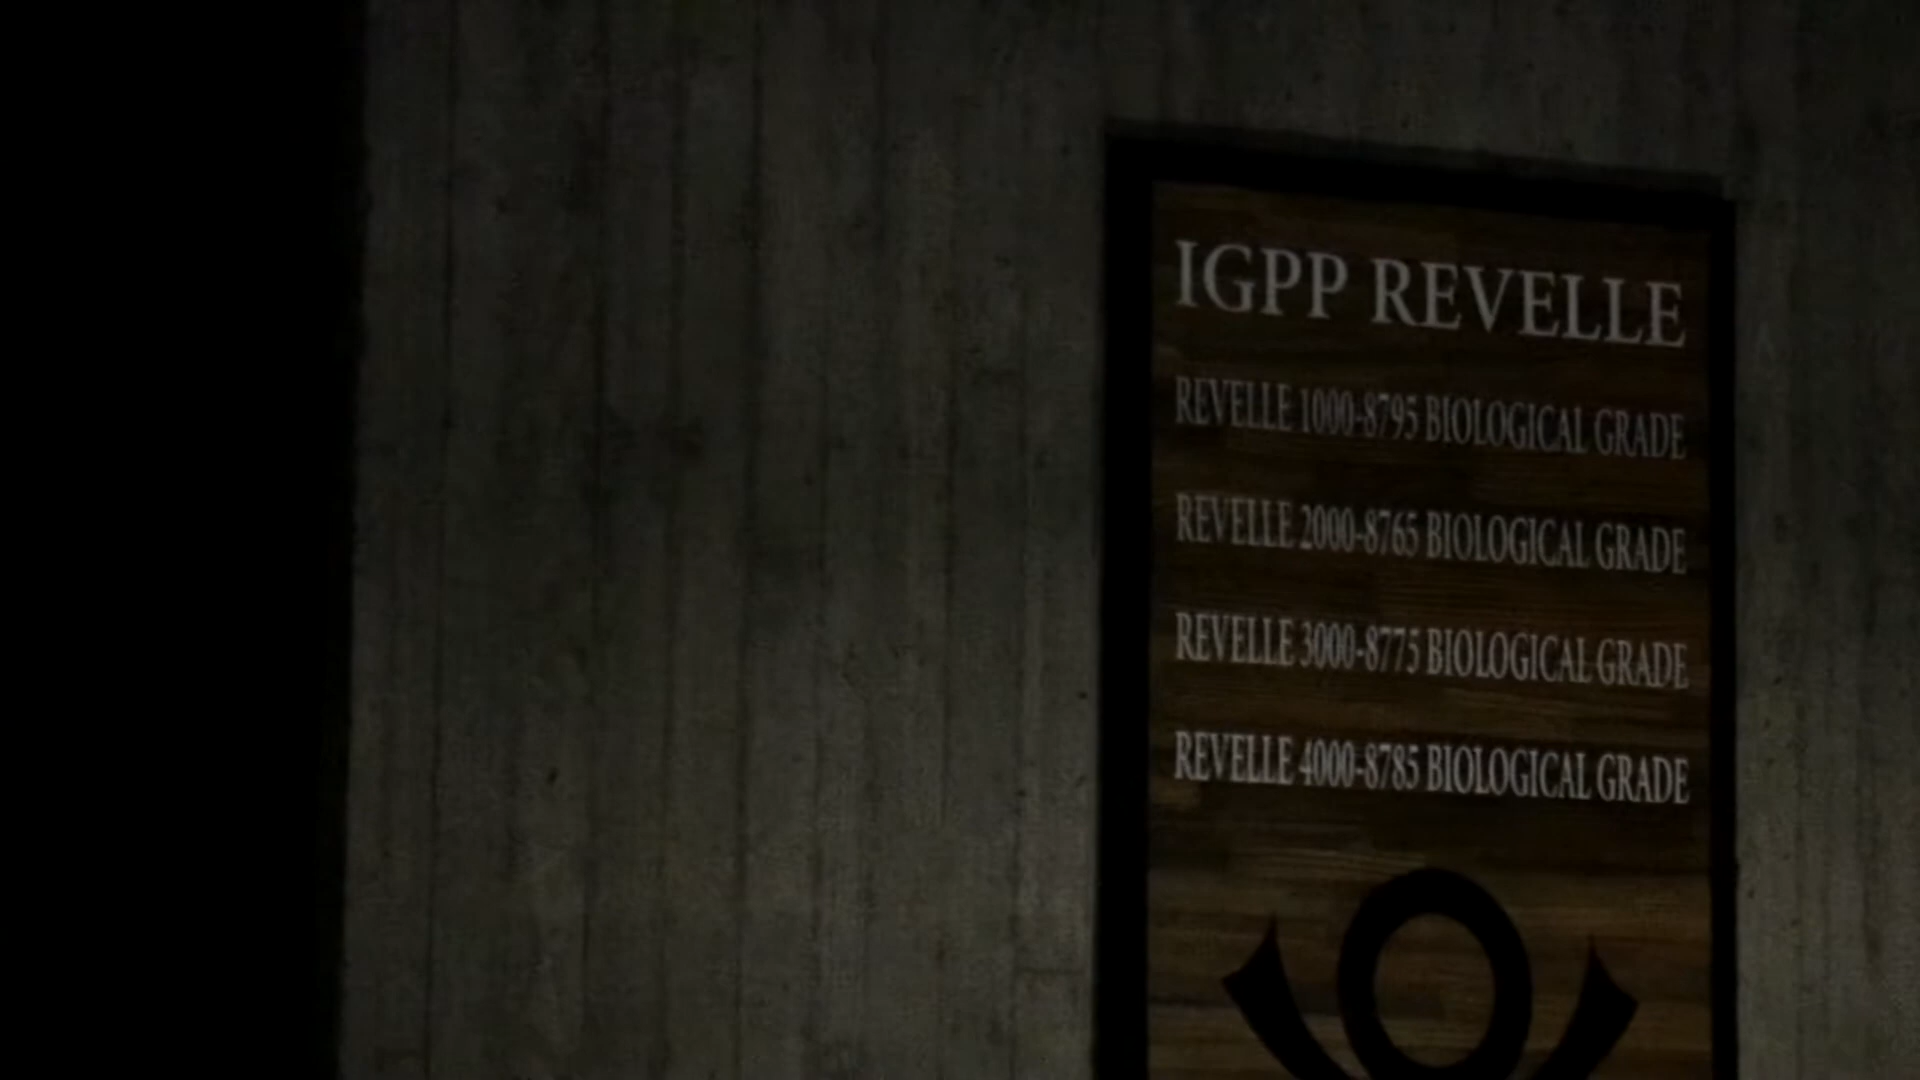 IGPP REVELLE
REVELLE 1000-8795 BIOLOGICAL GRADE
REVELLE 2000-8765 BIOLOGICAL GRADE
REVELLE 3000-8775 BIOLOGICAL GRADE
REVELLE 4000-8785 BIOLOGICAL GRADE